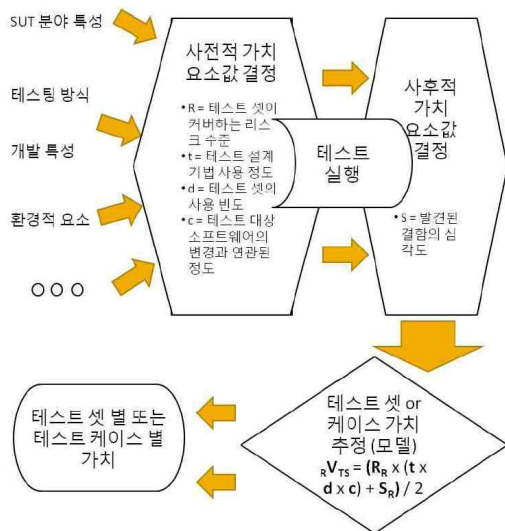 SUT 분야 특성
테스팅 방식
개발 특성
환경적 요소
사전적 가치
요소값 결정
•R = 테스트 셋이
커버하는 리스
크 수준
•t = 테스트 설계
기법 사용 정도
•d = 테스트 셋의
사용 빈도
•c = 테스트 대상
소프트웨어의
변경과 연관된
정도
테스트
실행
사후적
가치
요소값
결정
•S = 발견된
결함의 심
각도
테스트 셋 or
케이스 가치
추정 (모델)
RVTS = (RR x (t x
d x c) + SR) / 2
테스트 셋 별 또는
테스트 케이스 별
가치